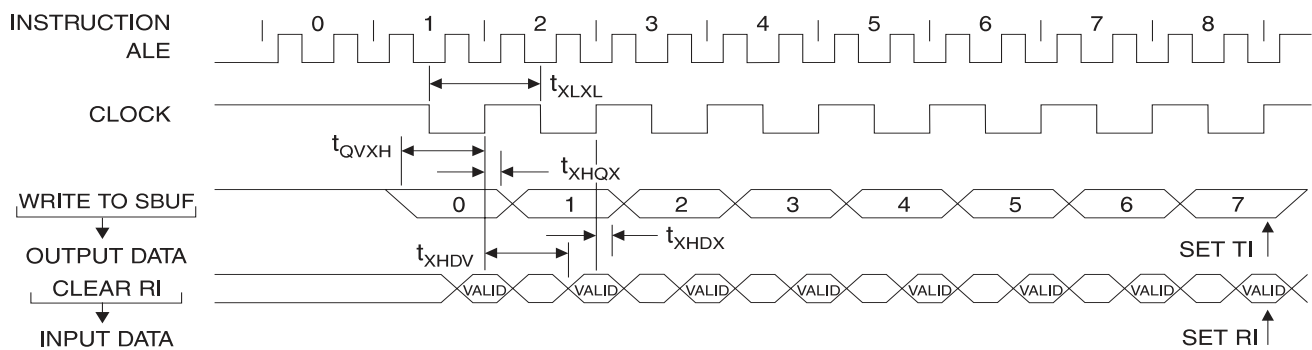 INSTRUCTION 0 1 2 3 4 5 6 7 8
ALE
tXLXL
CLOCK
tQVXH
tXHQX
WRITE TO SBUF 0 1 2 3 4 5 6 7
OUTPUT DATA tXHDV tXHDX SET TI
CLEAR RI VALID VALID VALID VALID VALID VALID VALID VALID
INPUT DATA SET RI